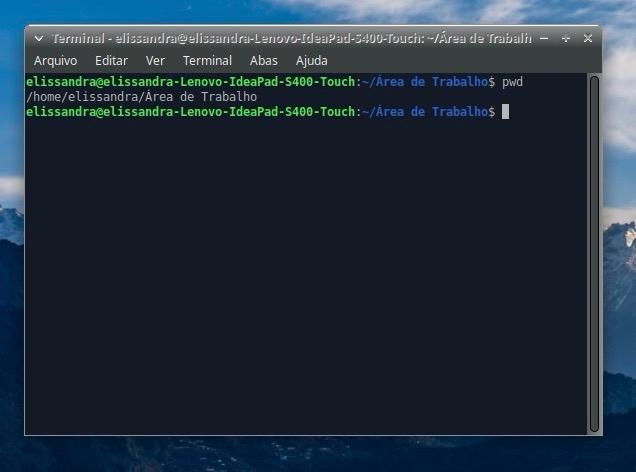 Terminal - elissandra@elissandra-Lenovo-IdeaPad-S400-Touch: ~/Área de Trabalh
Arquivo Editar Ver Terminal Abas Ajuda
elissandra@elissandra-Lenovo-IdeaPad-S400-Touch:~/Área de Trabalho$ pwd
/home/elissandra/Área de Trabalho
elissandra@elissandra-Lenovo-IdeaPad-S400-Touch:~/Área de Trabalho$